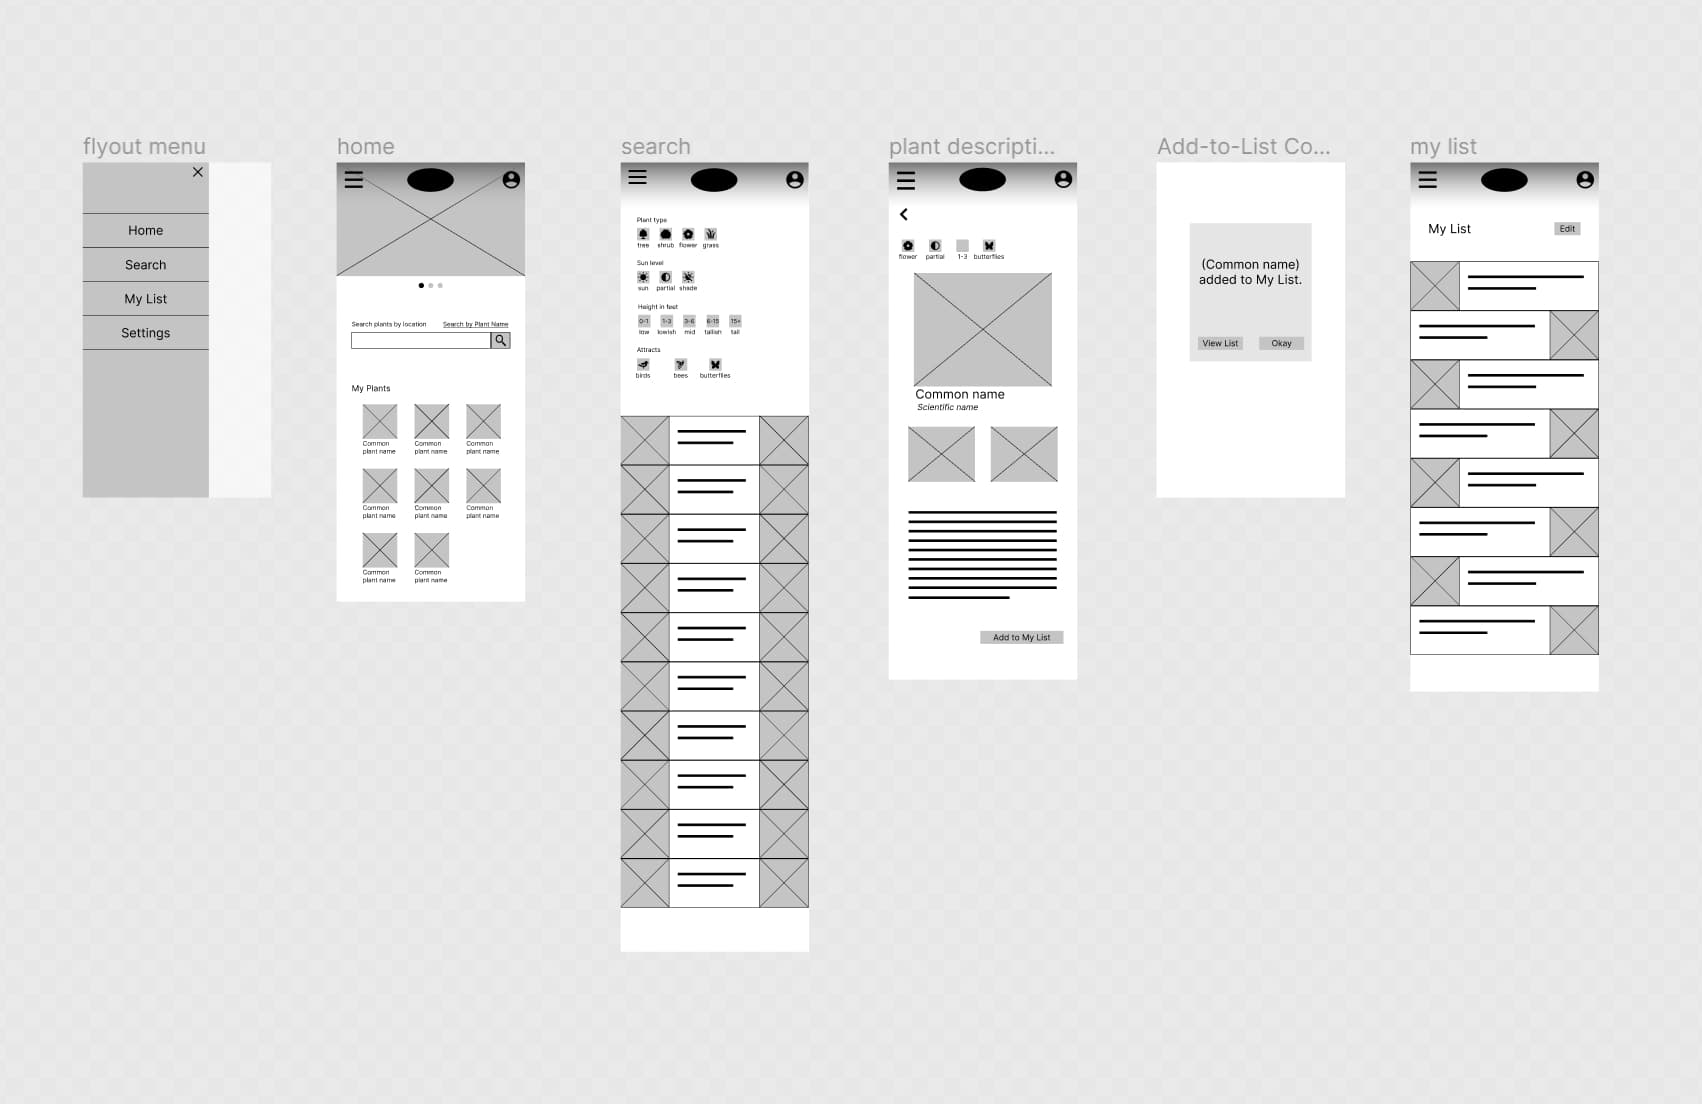 flyout menu
Home
Search
My List
Settings
home
Search plants by location
Search by Plant Name
My Plants
Common
plant name
Common
plant name
Common
plant name
Common
plant name
Common
plant name
Common
plant name
Common
plant name
Common
plant name
search
Plant type
tree shrub flower grass
Sun level
sun partial shade
Height in feet
0-1 1-3 3-6 6-15 15+
low lowish mid tallish tall
Attracts
birds bees butterflies
plant descripti...
flower partial 1-3 butterflies
Common name
Scientific name
Add to My List
Add-to-List Co...
(Common name)
added to My List.
View List
Okay
my list
My List
Edit